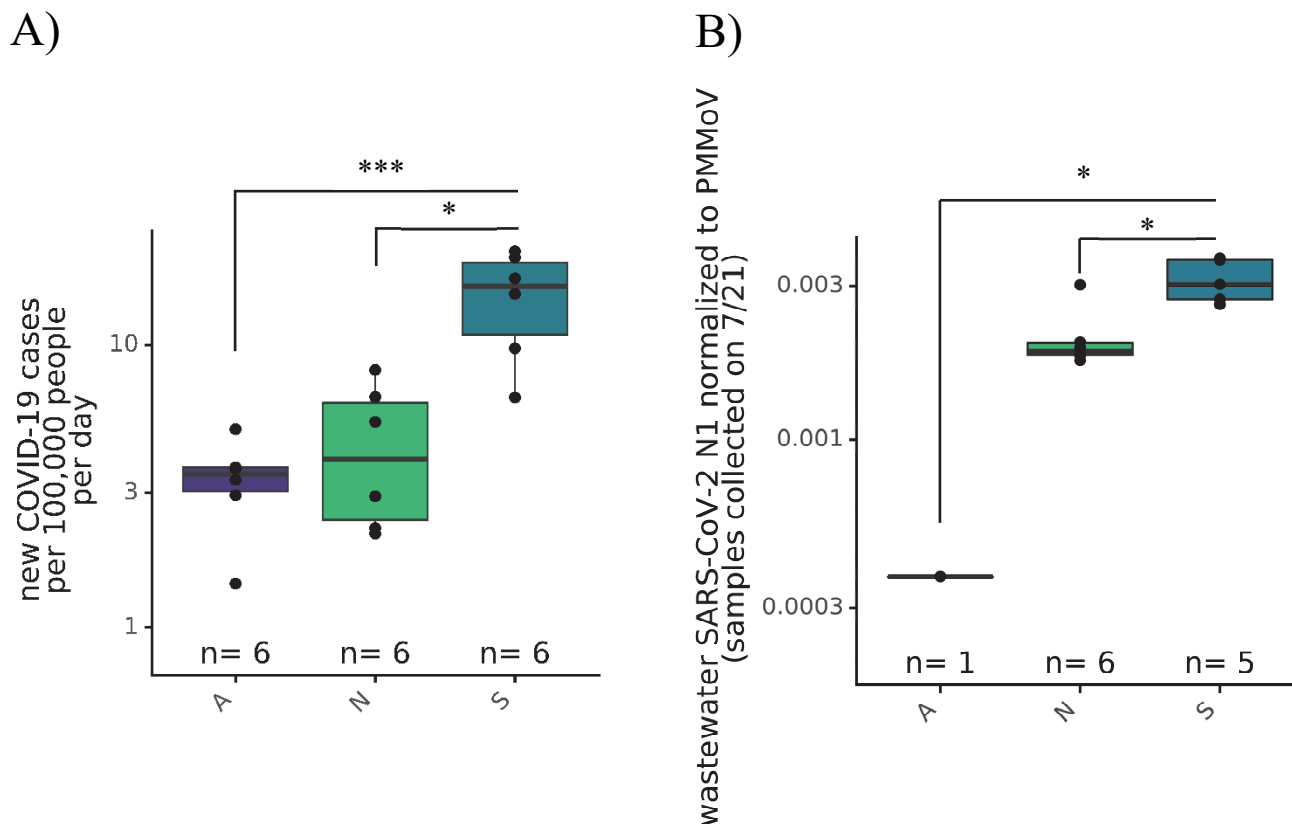 A)
***
*
new COVID-19 cases
per 100,000 people
per day
10
3
1
n= 6
n= 6
n= 6
A
N
S
B)
*
*
wastewater SARS-CoV-2 N1 normalized to PMMoV
(samples collected on 7/21)
0.003
0.001
0.0003
n= 1
n= 6
n= 5
A
N
S